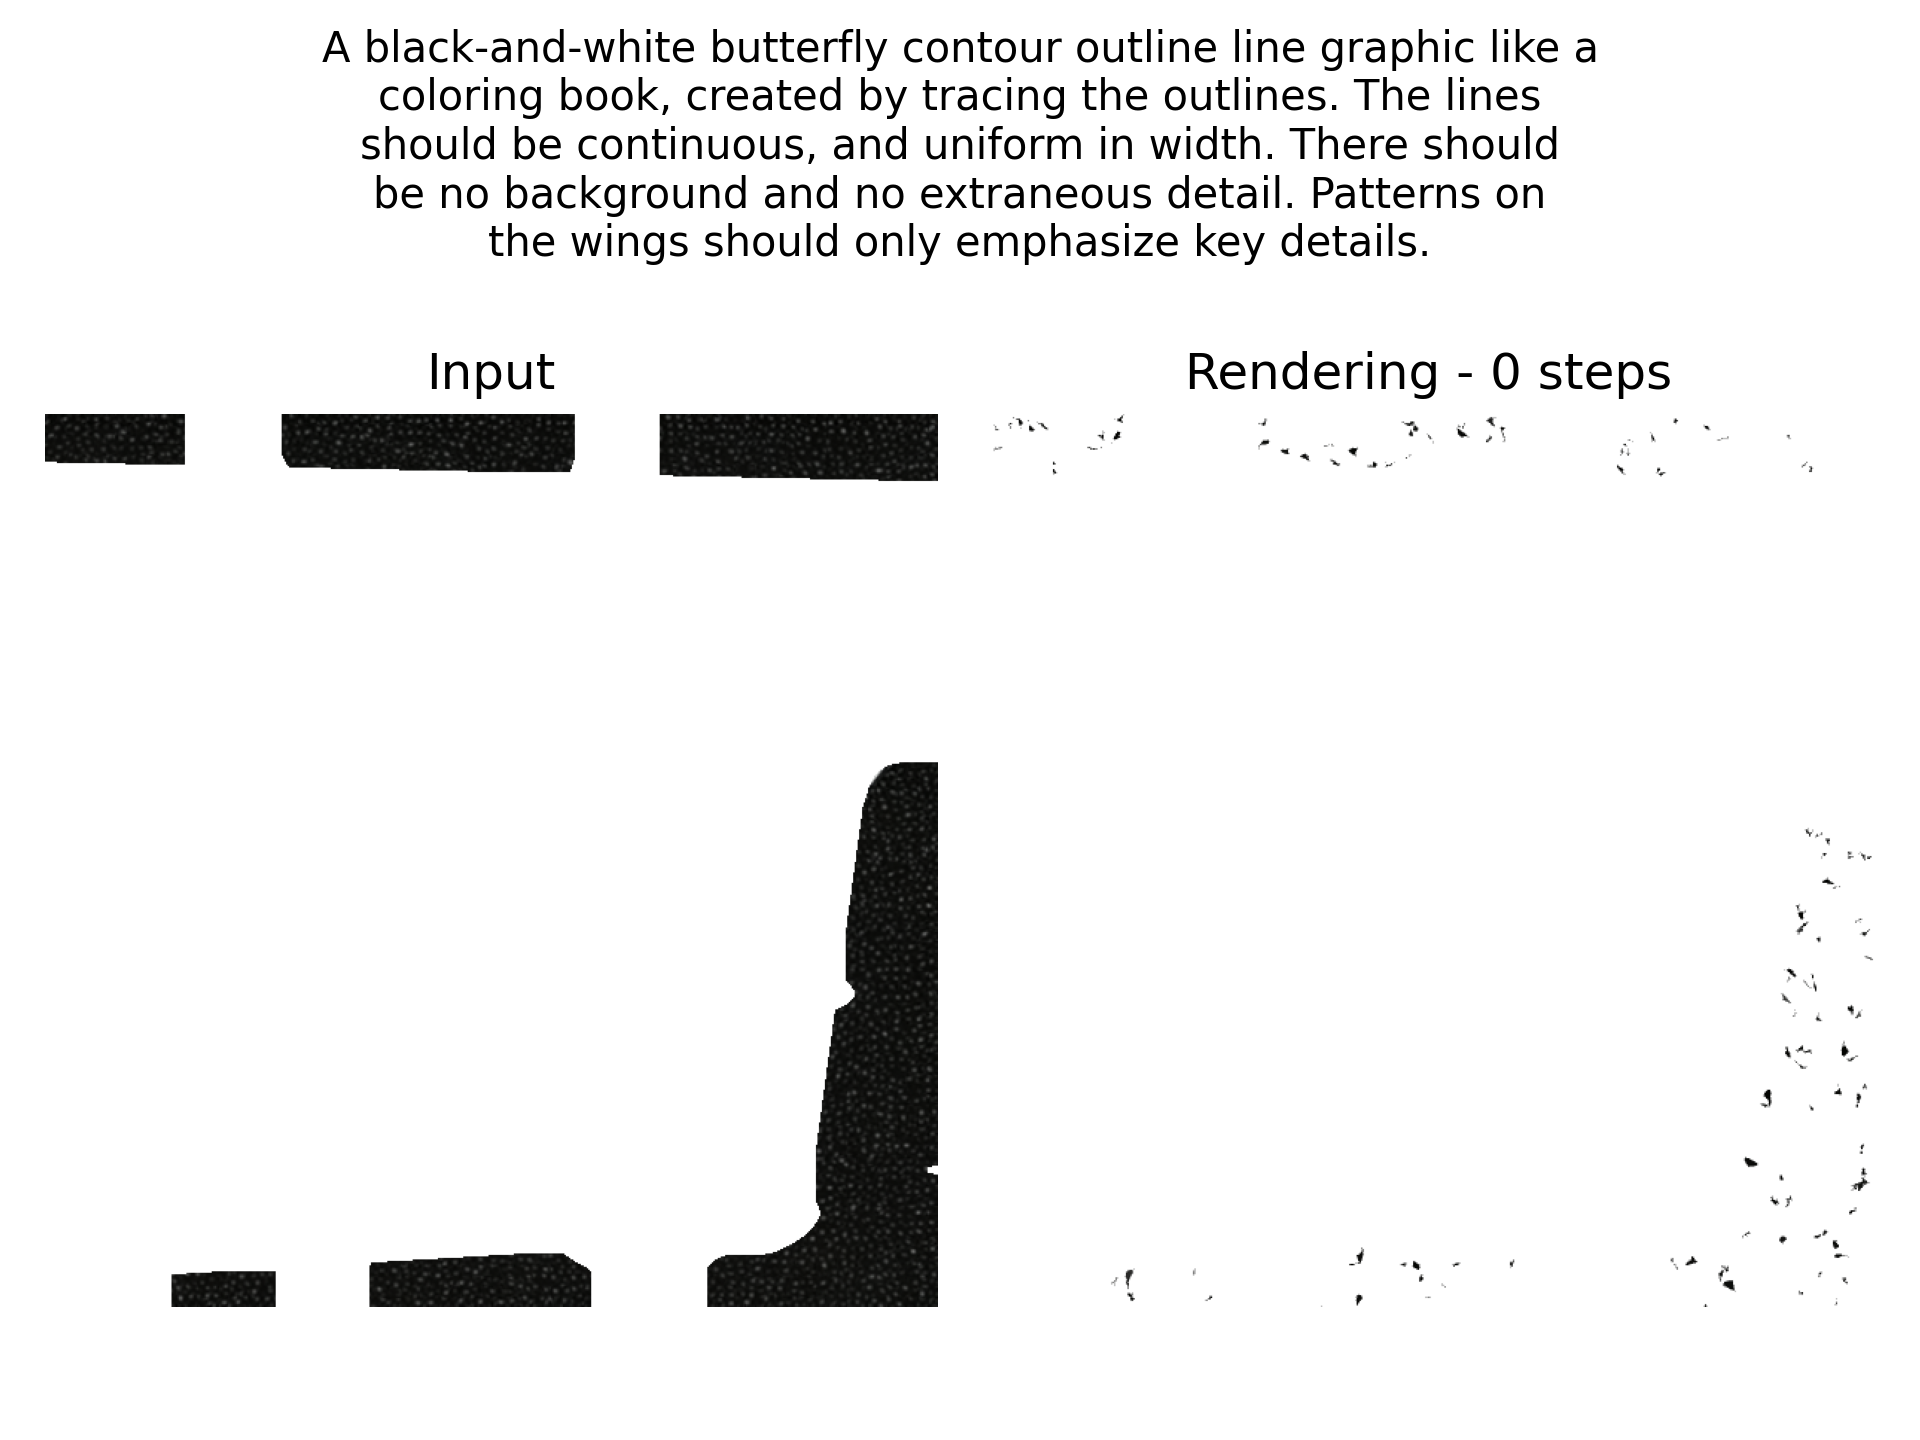 A black-and-white butterfly contour outline line graphic like a
coloring book, created by tracing the outlines. The lines
should be continuous, and uniform in width. There should
be no background and no extraneous detail. Patterns on
the wings should only emphasize key details.
Input
Rendering - 0 steps